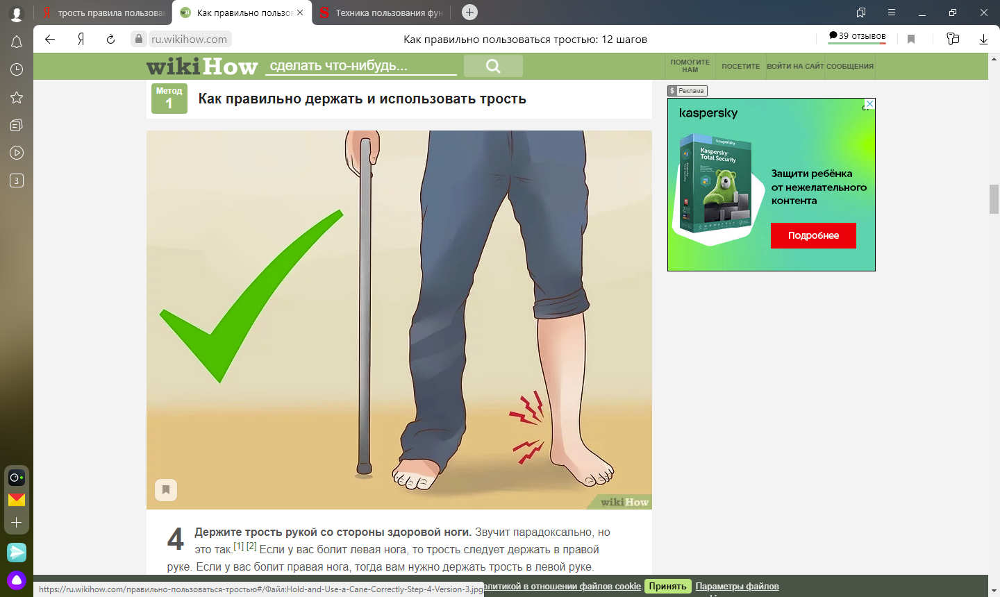 трость правила пользован
Как правильно пользов
Техника пользования фун
ru.wikihow.com
Как правильно пользоваться тростью: 12 шагов
39 отзывов
wikiHow
сделать что-нибудь...
ПОМОГИТЕ
НАМ
ПОСЕТИТЕ
ВОЙТИ НА САЙТ
СООБЩЕНИЯ
Метод
1
Как правильно держать и использовать трость
$ Реклама
kaspersky
kaspersky
Kaspersky
Total Security
Защити ребёнка
от нежелательного
контента
Подробнее
3
wikiHow
4
Держите трость рукой со стороны здоровой ноги. Звучит парадоксально, но
это так.[1] [2] Если у вас болит левая нога, то трость следует держать в правой
руке. Если у вас болит правая нога, тогда вам нужно держать трость в левой руке.
олитикой в отношении файлов cookie. Принять Параметры файлов
https://ru.wikihow.com/правильно-пользоваться-тростью#/Файл:Hold-and-Use-a-Cane-Correctly-Step-4-Version-3.jpg